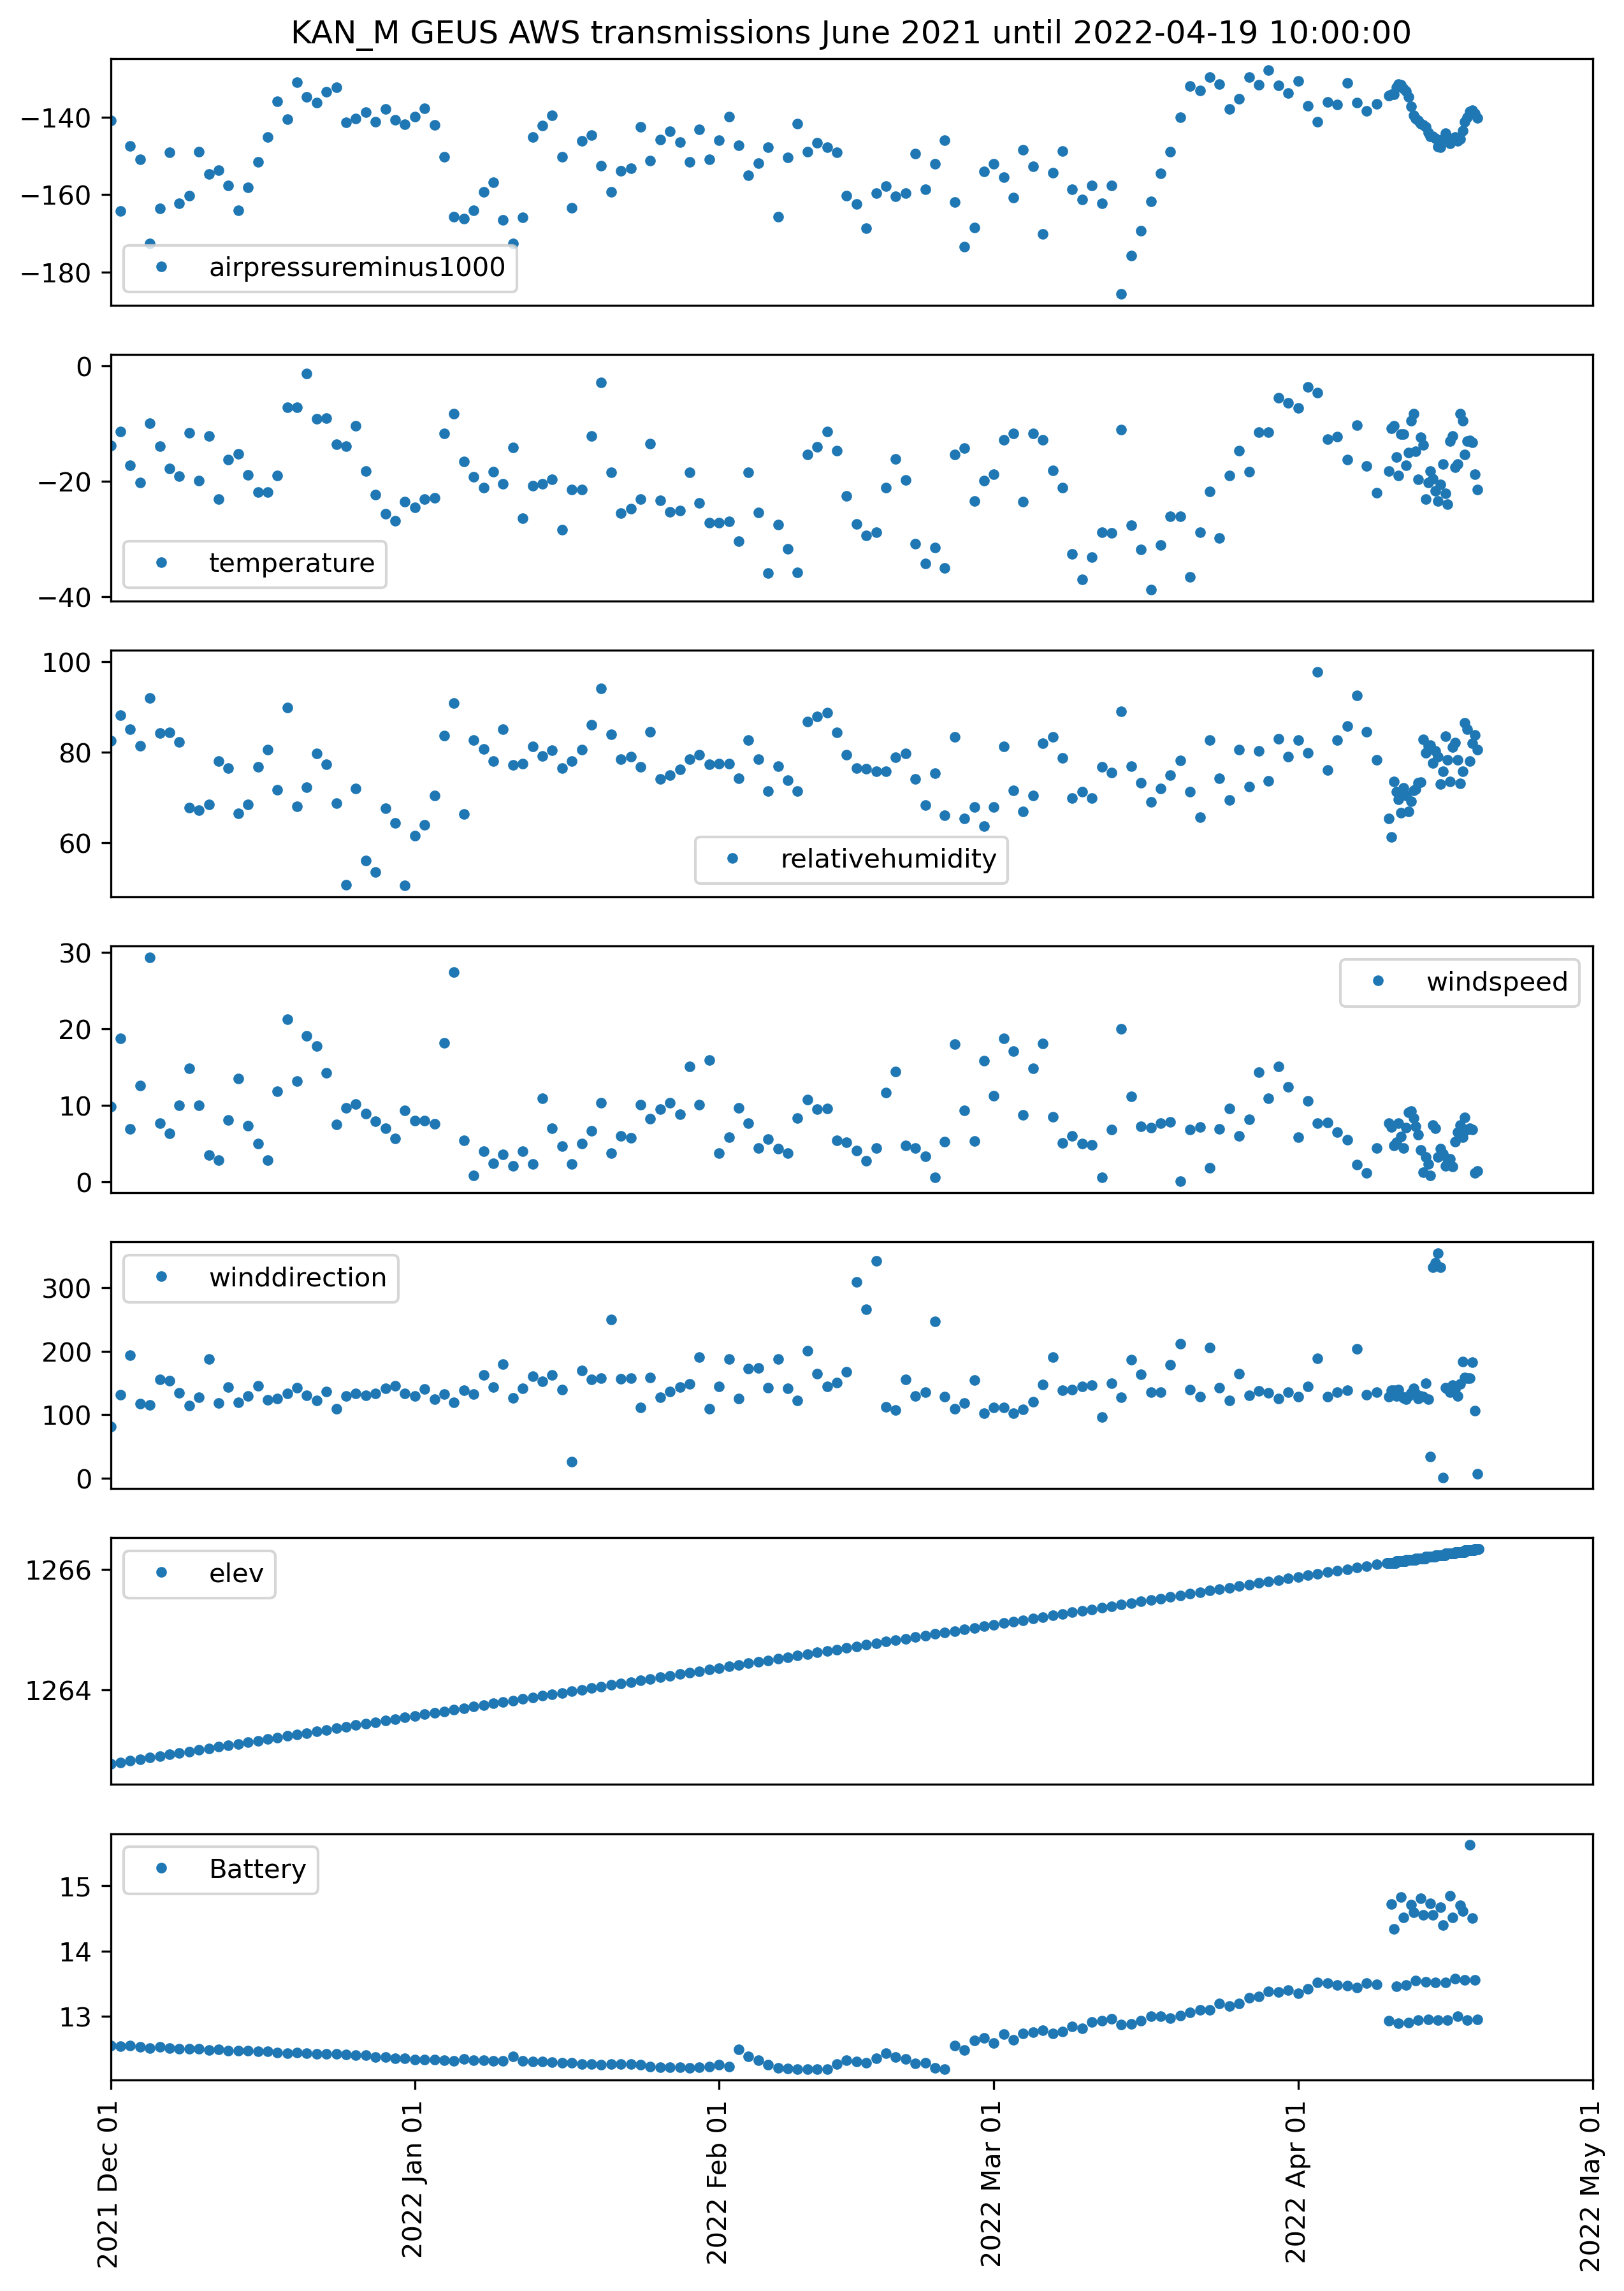 KAN_M GEUS AWS transmissions June 2021 until 2022-04-19 10:00:00
−140
−160
−180
airpressureminus1000
0
−20
−40
temperature
100
80
60
relativehumidity
30
20
10
0
windspeed
300
200
100
0
winddirection
1266
1264
elev
15
14
13
Battery
2021 Dec 01
2022 Jan 01
2022 Feb 01
2022 Mar 01
2022 Apr 01
2022 May 01